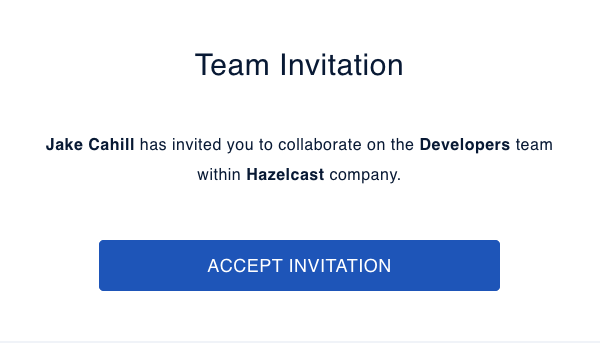 Team Invitation
Jake Cahill has invited you to collaborate on the Developers team
within Hazelcast company.
ACCEPT INVITATION